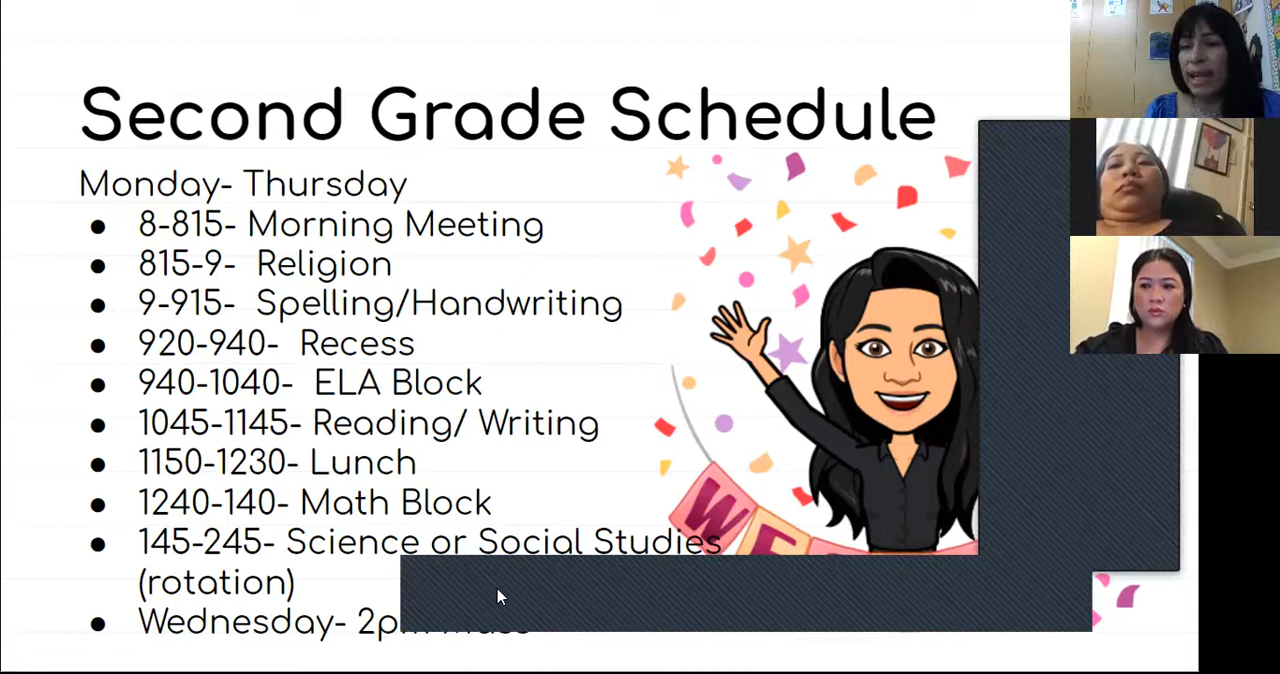 Second Grade Schedule
Monday- Thursday
● 8-815- Morning Meeting
● 815-9- Religion
● 9-915- Spelling/Handwriting
● 920-940- Recess
● 940-1040- ELA Block
● 1045-1145- Reading/ Writing
● 1150-1230- Lunch
● 1240-140- Math Block
● 145-245- Science or Social Studies
(rotation)
● Wednesday-
WE